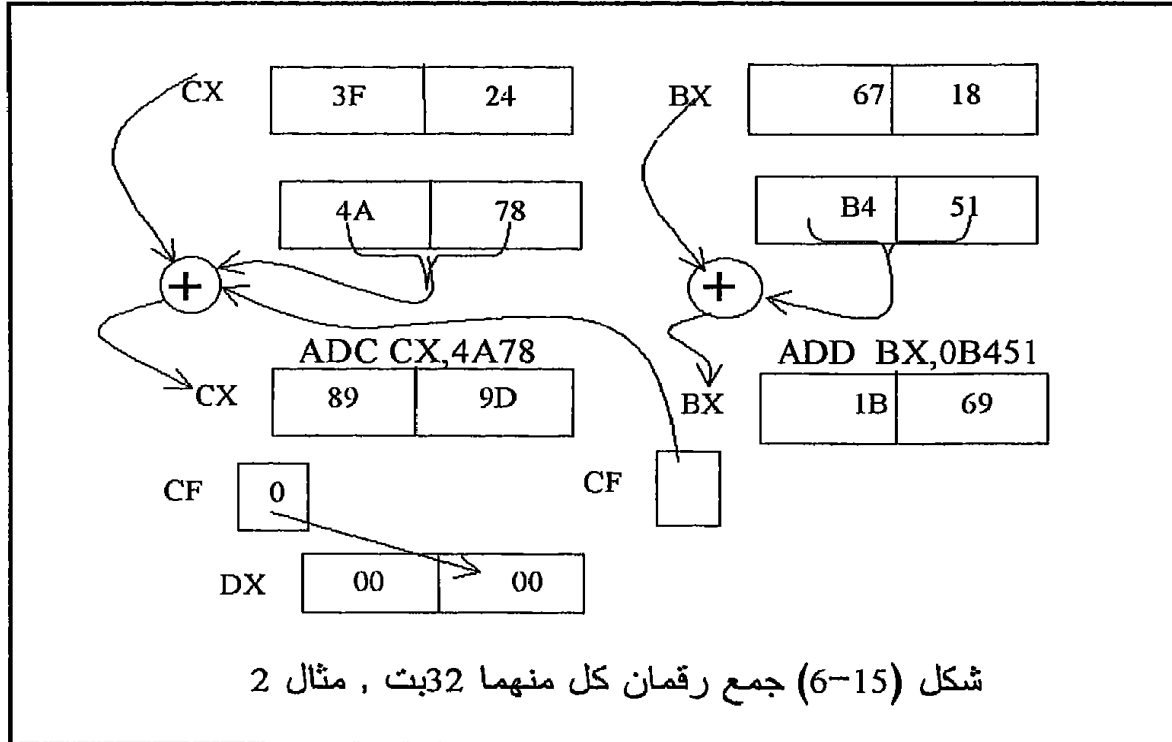 CX 3F 24 BX 67 18
4A 78 B4 51
+ +
ADC CX,4A78 ADD BX,0B451
CX 89 9D BX 1B 69
CF 0 CF
DX 00 00
شكل (15-6) جمع رقمان كل منهما 32بت , مثال 2